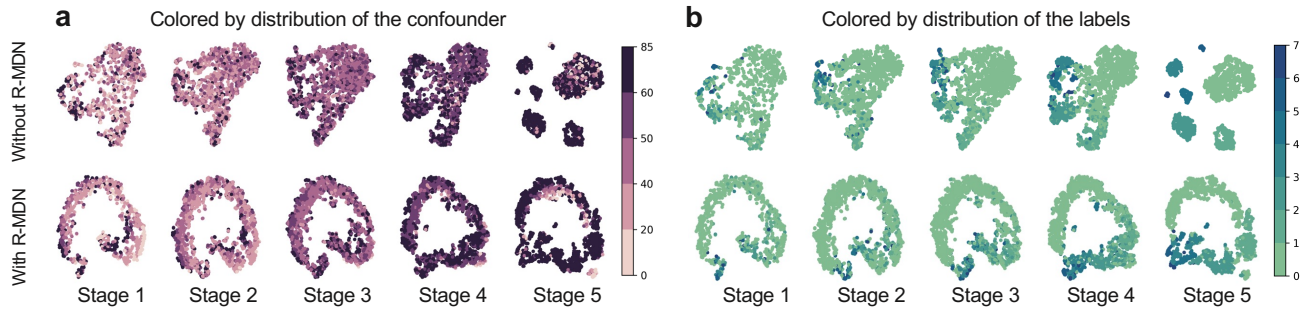 a Colored by distribution of the confounder
Without R-MDN
With R-MDN
85
60
50
40
20
0
Stage 1 Stage 2 Stage 3 Stage 4 Stage 5
b Colored by distribution of the labels
7
6
5
4
3
2
1
0
Stage 1 Stage 2 Stage 3 Stage 4 Stage 5